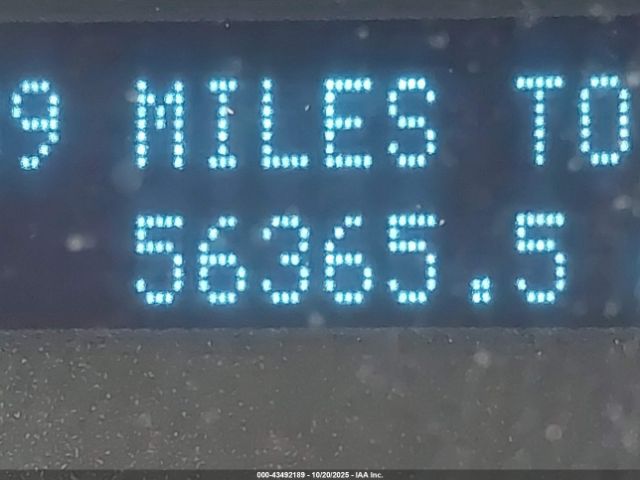 9 MILES TO
56365.5
000-43492189 - 10/20/2025 - IAA Inc.